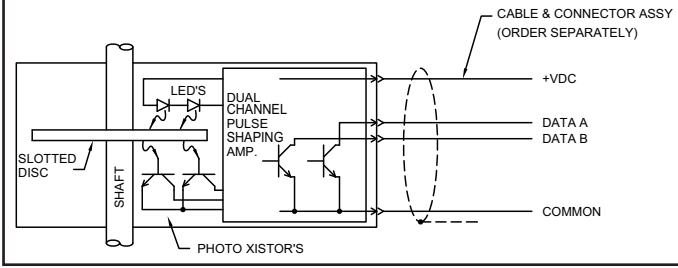 CABLE & CONNECTOR ASSY
(ORDER SEPARATELY)
+VDC
LED'S
DUAL
CHANNEL
PULSE
SHAPING
AMP.
DATA A
DATA B
SLOTTED
DISC
SHAFT
COMMON
PHOTO XISTOR'S